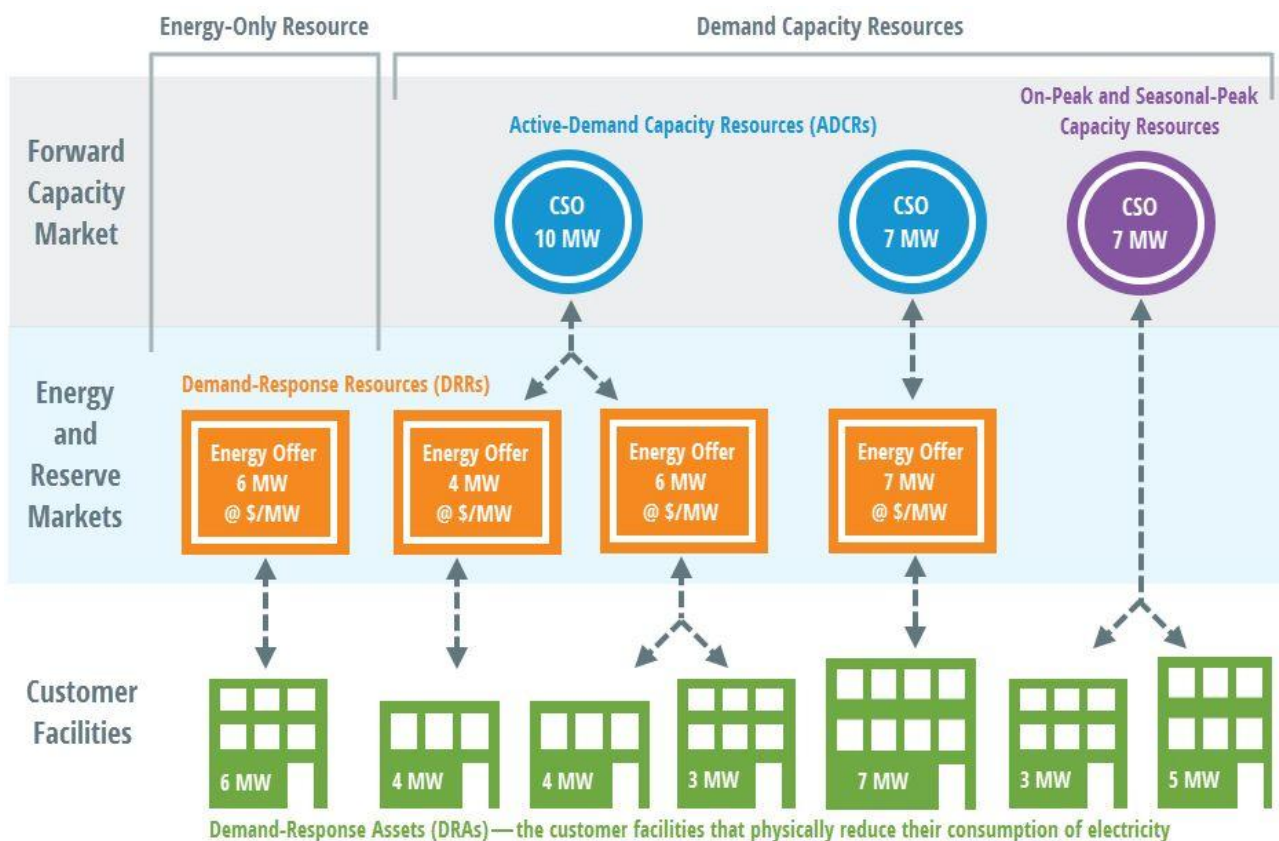 Energy-Only Resource
Demand Capacity Resources
Forward
Capacity
Market
Active-Demand Capacity Resources (ADCRs)
On-Peak and Seasonal-Peak
Capacity Resources
CSO
10 MW
CSO
7 MW
CSO
7 MW
Energy
and
Reserve
Markets
Demand-Response Resources (DRRs)
Energy Offer
6 MW
@ $/MW
Energy Offer
4 MW
@ $/MW
Energy Offer
6 MW
@ $/MW
Energy Offer
7 MW
@ $/MW
Customer
Facilities
6 MW
4 MW
4 MW
3 MW
7 MW
3 MW
5 MW
Demand-Response Assets (DRAs)—the customer facilities that physically reduce their consumption of electricity